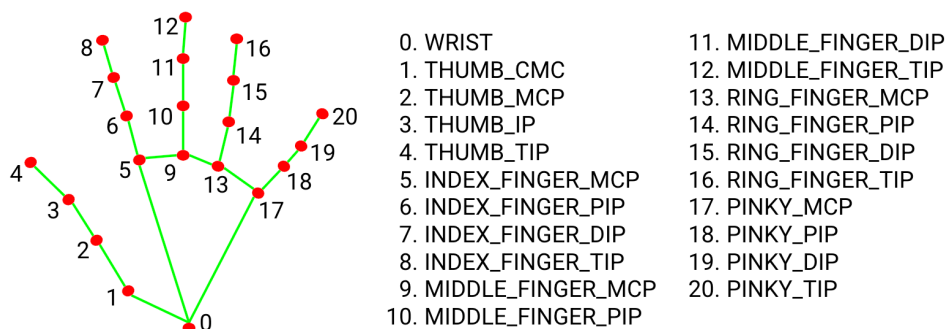 12
8
16
11
7
15
10
6
14
20
19
4
5
9
13
18
3
17
2
1
0
0. WRIST
1. THUMB_CMC
2. THUMB_MCP
3. THUMB_IP
4. THUMB_TIP
5. INDEX_FINGER_MCP
6. INDEX_FINGER_PIP
7. INDEX_FINGER_DIP
8. INDEX_FINGER_TIP
9. MIDDLE_FINGER_MCP
10. MIDDLE_FINGER_PIP
11. MIDDLE_FINGER_DIP
12. MIDDLE_FINGER_TIP
13. RING_FINGER_MCP
14. RING_FINGER_PIP
15. RING_FINGER_DIP
16. RING_FINGER_TIP
17. PINKY_MCP
18. PINKY_PIP
19. PINKY_DIP
20. PINKY_TIP